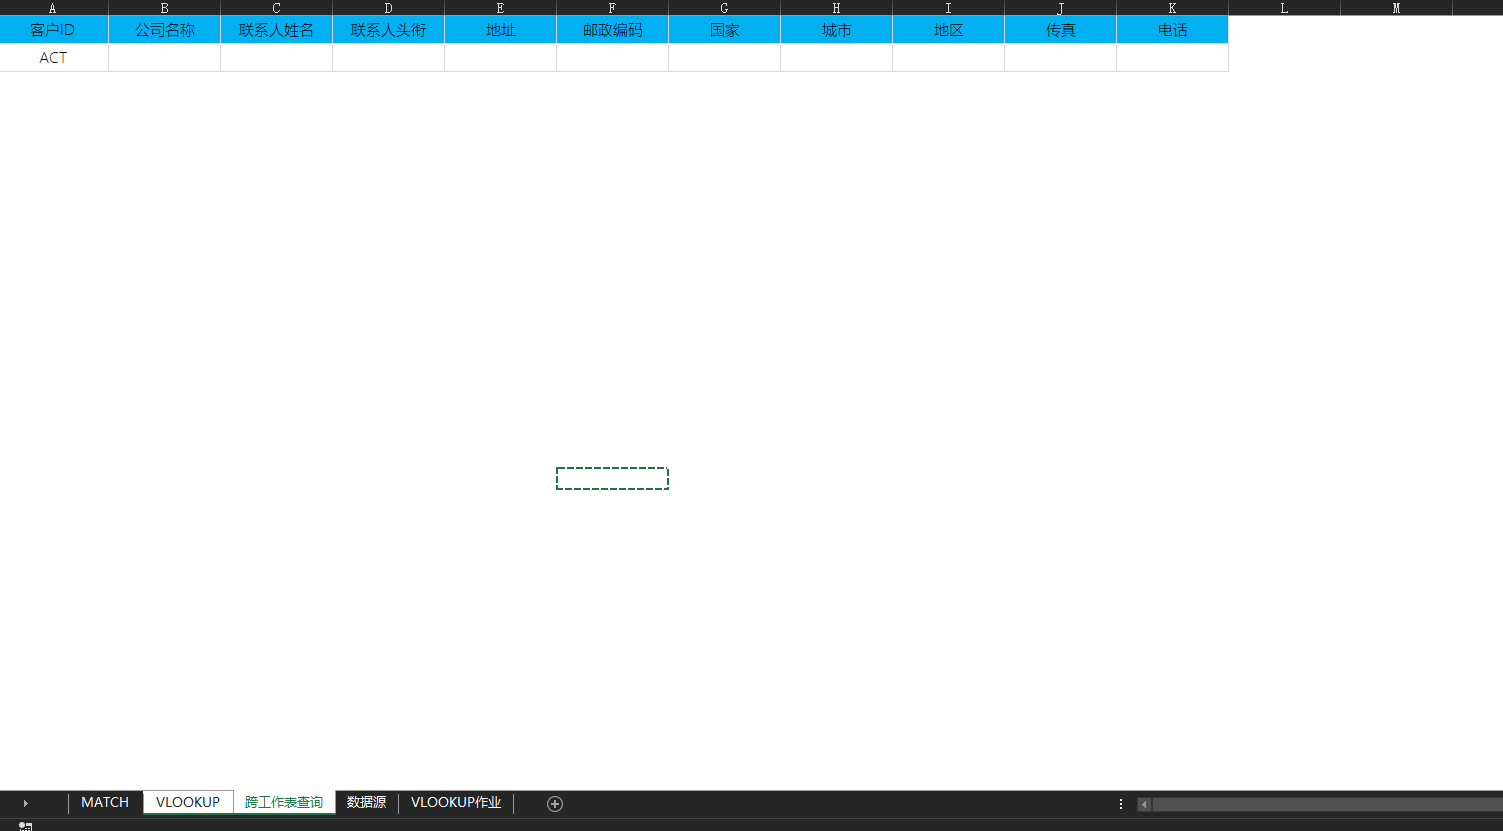 A B C D E F G H I J K L M
客户ID 公司名称 联系人姓名 联系人头衔 地址 邮政编码 国家 城市 地区 传真 电话
ACT
MATCH VLOOKUP 跨工作表查询 数据源 VLOOKUP作业